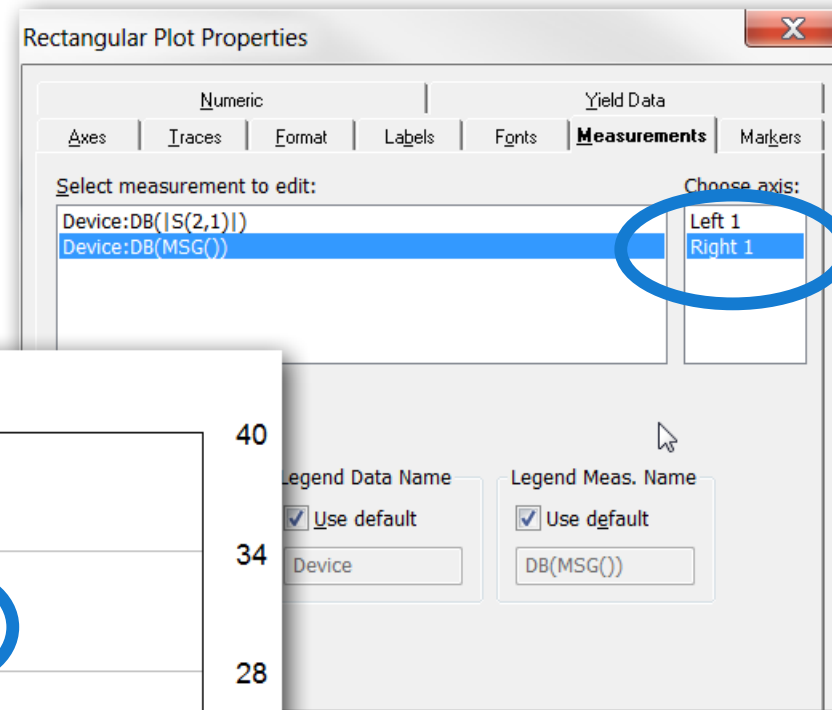 Rectangular Plot Properties
X
Numeric Yield Data
Axes Traces Format Labels Fonts Measurements Markers
Select measurement to edit: Choose axis:
Device:DB(|S(2,1)|) Left 1
Device:DB(MSG()) Right 1
40
Legend Data Name Legend Meas. Name
Use default Use default
34
Device DB(MSG())
28